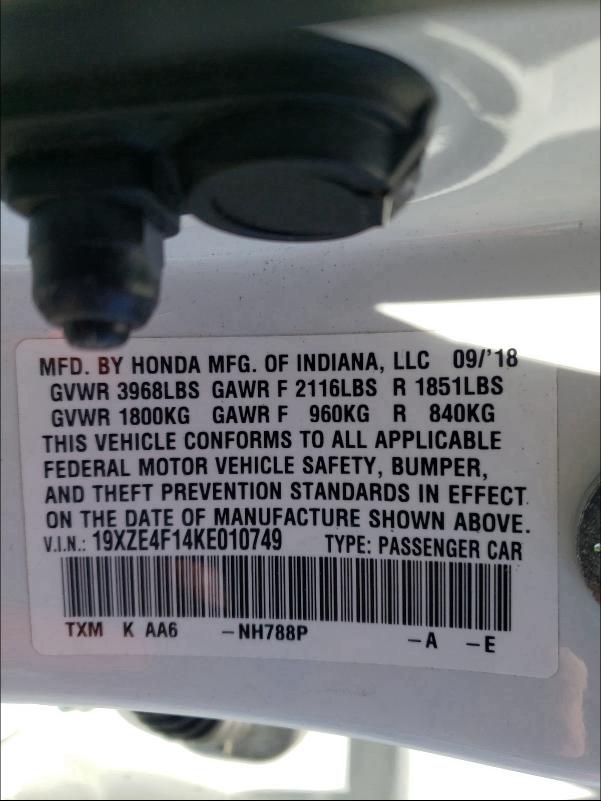 MFD. BY HONDA MFG. OF INDIANA, LLC 09/'18
GVWR 3968LBS GAWR F 2116LBS R 1851LBS
GVWR 1800KG GAWR F 960KG R 840KG
THIS VEHICLE CONFORMS TO ALL APPLICABLE
FEDERAL MOTOR VEHICLE SAFETY, BUMPER,
AND THEFT PREVENTION STANDARDS IN EFFECT
ON THE DATE OF MANUFACTURE SHOWN ABOVE.
V.I.N.: 19XZE4F14KE010749 TYPE: PASSENGER CAR
TXM K AA6 –NH788P –A –E